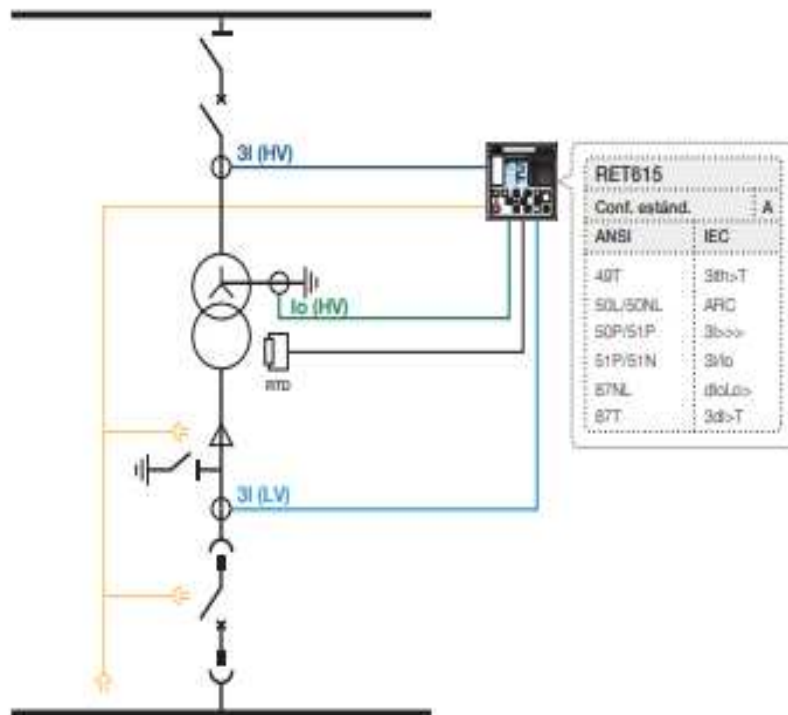 3I (HV)
RET615
Conf. estánd. A
ANSI IEC
49T 3Ith>T
50L/50NL ARC
50P/51P 3I>>>
51P/51N 3I/Io
87NL
87T 3dI>T
Io (HV)
RTD
3I (LV)